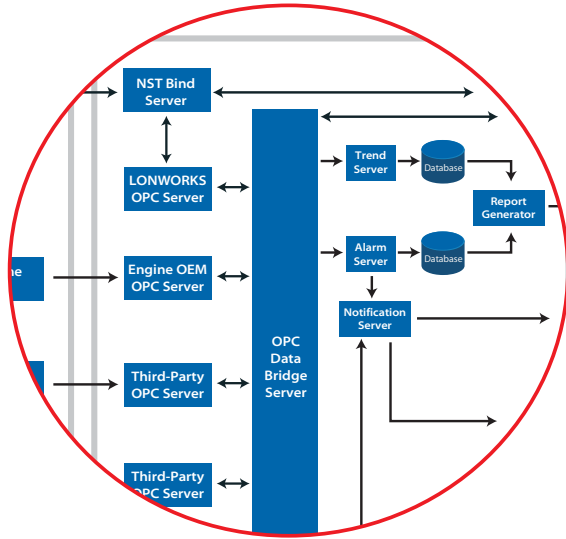 NST Bind
Server
LONWORKS
OPC Server
Trend
Server
Database
Report
Generator
Engine OEM
OPC Server
Alarm
Server
Database
Notification
Server
OPC
Data
Bridge
Server
Third-Party
OPC Server
Third-Party
OPC Server